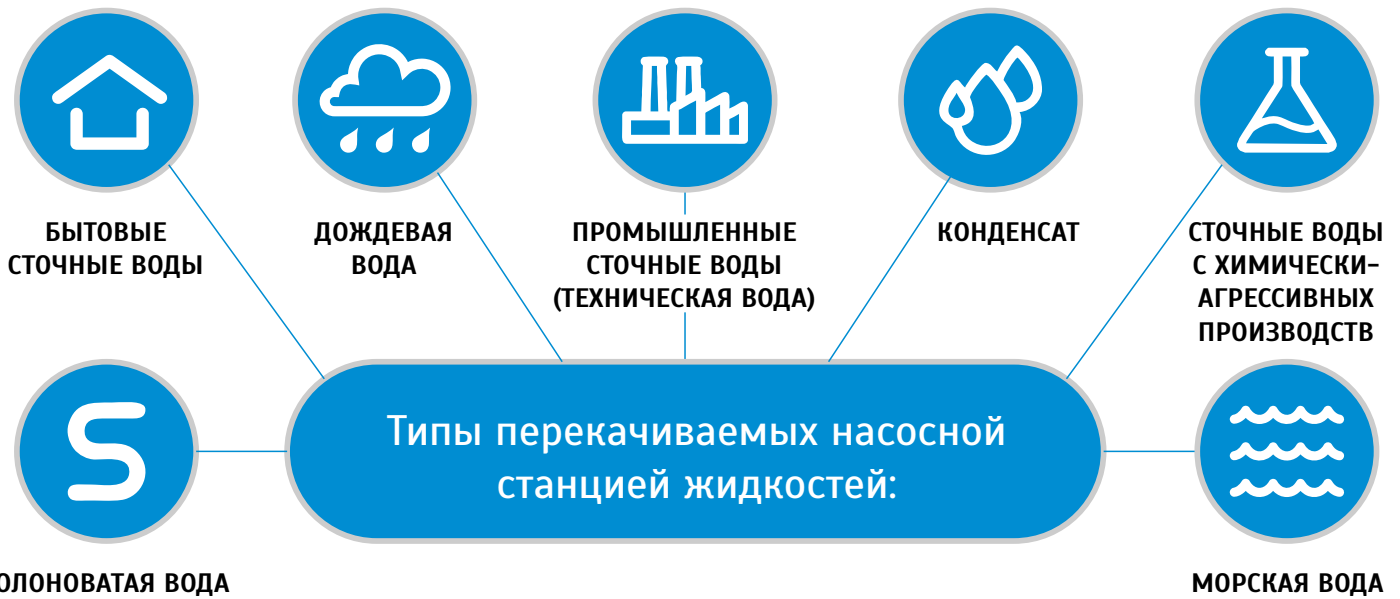 БЫТОВЫЕ
СТОЧНЫЕ ВОДЫ
ДОЖДЕВАЯ
ВОДА
ПРОМЫШЛЕННЫЕ
СТОЧНЫЕ ВОДЫ
(ТЕХНИЧЕСКАЯ ВОДА)
КОНДЕНСАТ
СТОЧНЫЕ ВОДЫ
С ХИМИЧЕСКИ-
АГРЕССИВНЫХ
ПРОИЗВОДСТВ
S
Типы перекачиваемых насосной
станцией жидкостей:
ОЛОНОВАТАЯ ВОДА
МОРСКАЯ ВОДА